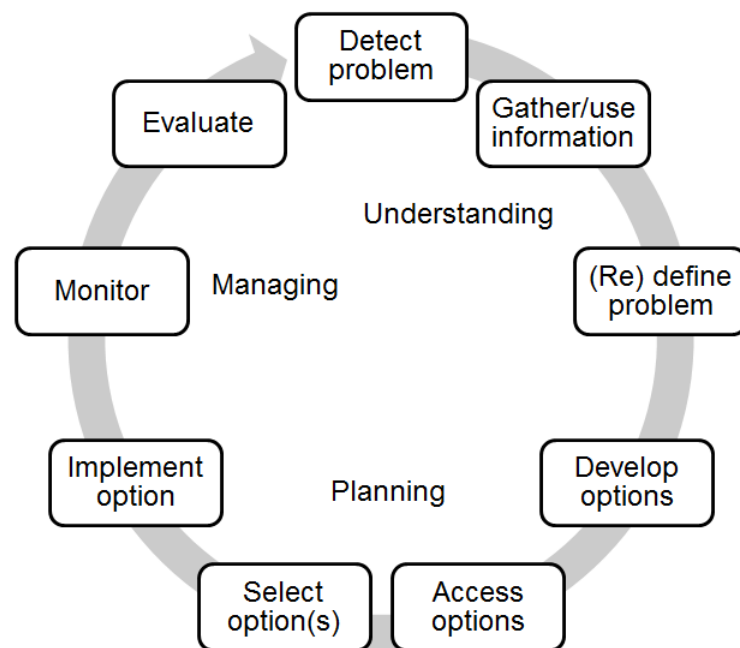 Detect
problem
Gather/use
information
(Re) define
problem
Develop
options
Access
options
Select
option(s)
Implement
option
Monitor
Evaluate
Understanding
Planning
Managing